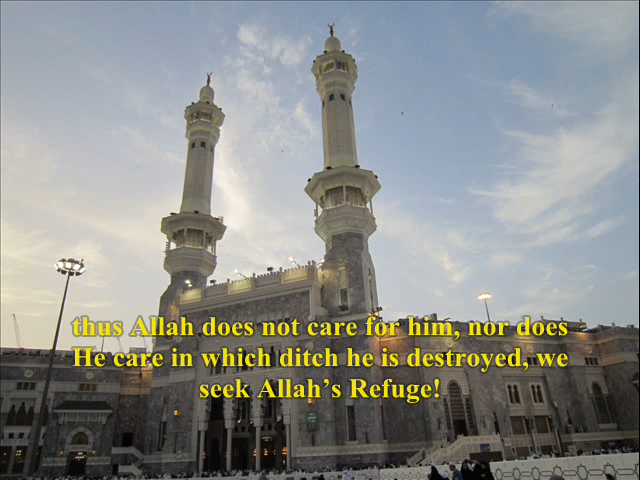 thus Allah does not care for him, nor does
He care in which ditch he is destroyed, we
seek Allah’s Refuge!